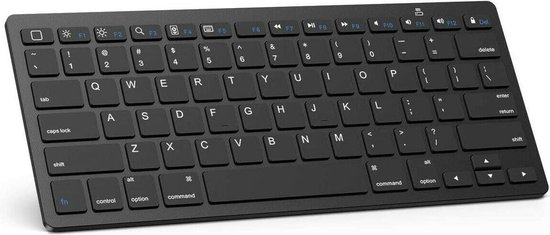 F1 F2 F3 F4 F5 F6 F7 F8 F9 F10 F11 F12 Del
~ ! @ # $ % ^ & * ( ) _ +
` 1 2 3 4 5 6 7 8 9 0 - = delete
tab Q W E R T Y U I O P { [ } ] | \
caps lock A S D F G H J K L : ; " ' enter return
shift Z X C V B N M < , > . ? / shift
fn control alt option command command alt option